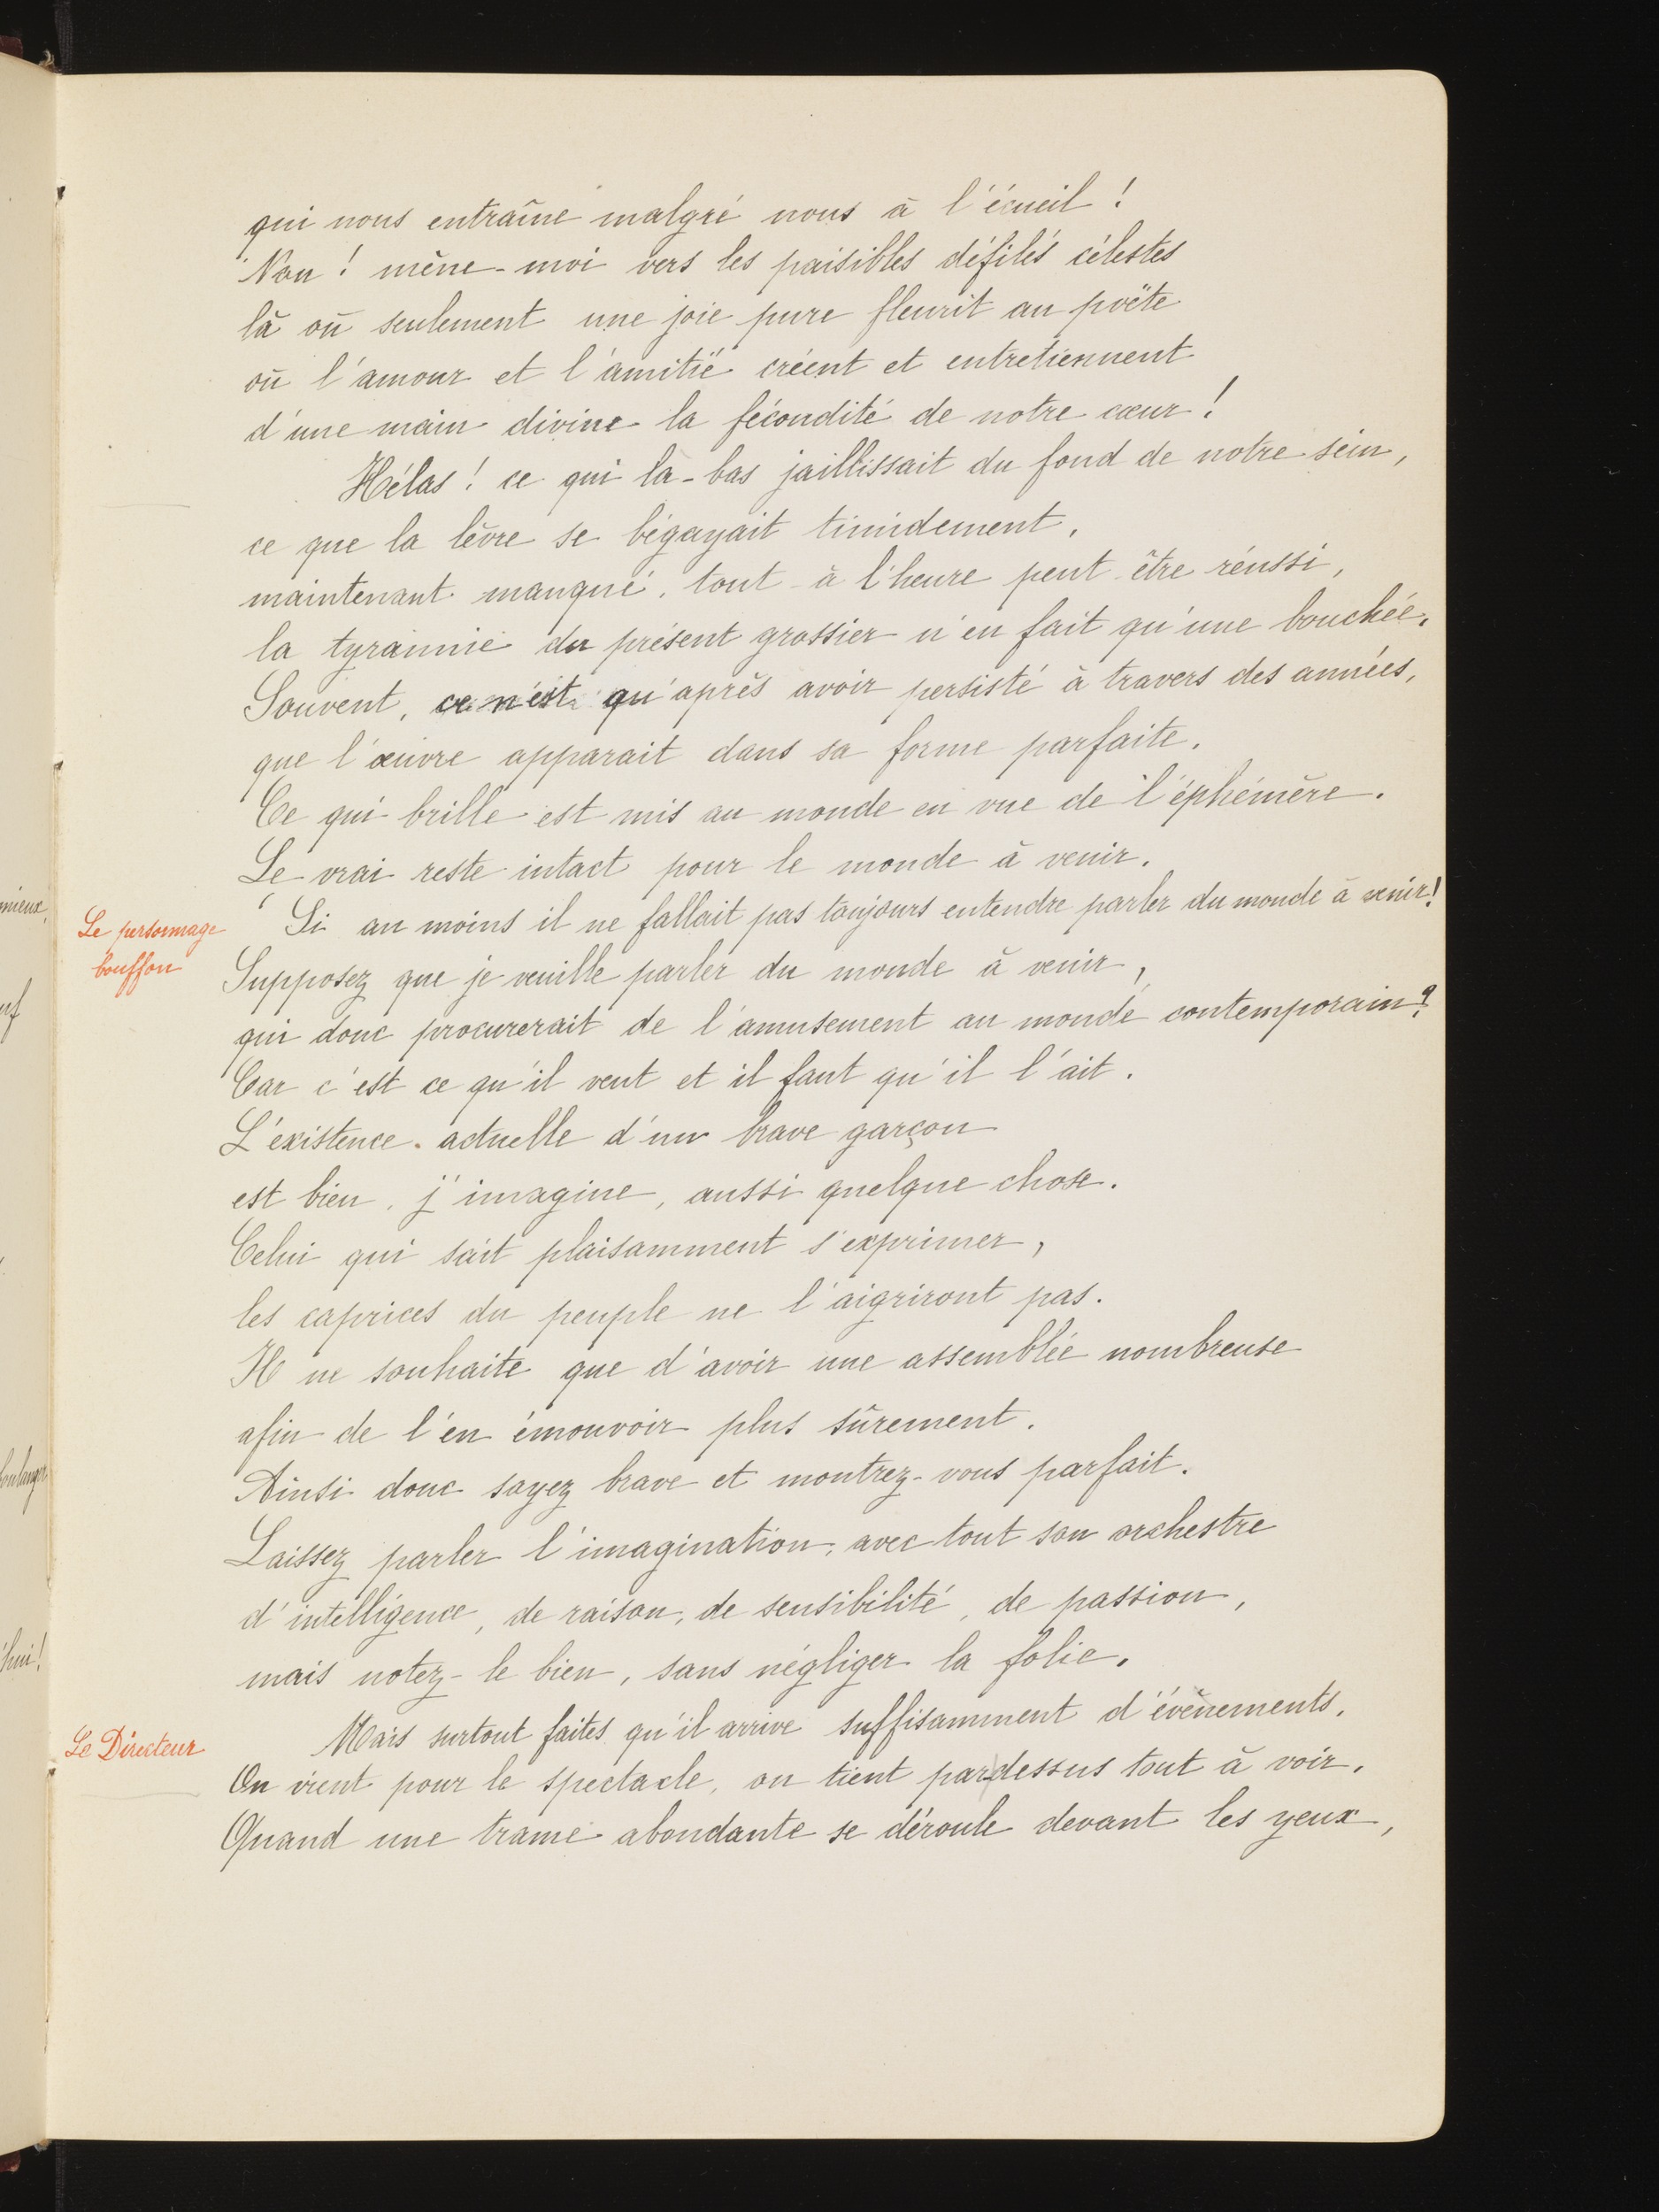 qui nous entraîne malgré nous à l'écueil !
Non ! mène-moi vers les paisibles défilés célestes
là où seulement une joie pure fleurit au poëte
où l'amour et l'amitié créent et entretiennent
d'une main divine la fécondité de notre cœur !
Hélas ! ce qui là-bas jaillissait du fond de notre sein,
ce que la lèvre se bégayait timidement,
maintenant manqué, tout à l'heure peut être réussi,
la tyrannie du présent grossier n'en fait qu'une bouchée.
Souvent, ce n'est qu'après avoir persisté à travers des années,
que l'œuvre apparait dans sa forme parfaite.
Ce qui brille est mis au monde en vue de l'éphémère.
Le vrai reste intact pour le monde à venir.
Le personnage bouffon
Si au moins il ne fallait pas toujours entendre parler du monde à venir !
Supposez que je veuille parler du monde à venir,
qui donc procurerait de l'amusement au monde contemporain ?
Car c'est ce qu'il veut et il faut qu'il l'ait.
L'existence actuelle d'un brave garçon
est bien, j'imagine, aussi quelque chose.
Celui qui sait plaisamment s'exprimer,
les caprices du peuple ne l'aigriront pas.
Il ne souhaite que d'avoir une assemblée nombreuse
afin de l'en émouvoir plus sûrement.
Ainsi donc soyez brave et montrez-vous parfait.
Laissez parler l'imagination, avec tout son orchestre
d'intelligence, de raison, de sensibilité, de passion,
mais notez-le bien, sans négliger la folie.
Le Directeur
Mais surtout faites qu'il arrive suffisamment d'évènements.
On vient pour le spectacle, on tient par dessus tout à voir.
Quand une trame abondante se déroule devant les yeux,
mieux,
hui !